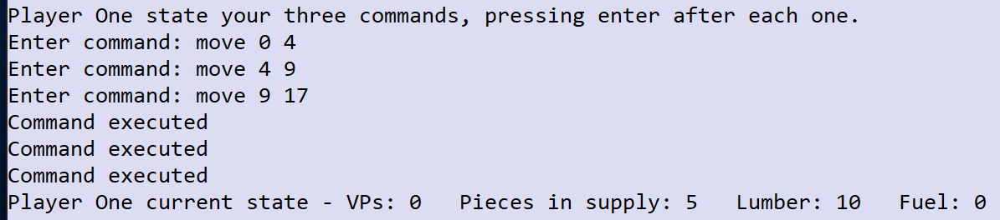 Player One state your three commands, pressing enter after each one.
Enter command: move 0 4
Enter command: move 4 9
Enter command: move 9 17
Command executed
Command executed
Command executed
Player One current state - VPs: 0   Pieces in supply: 5   Lumber: 10   Fuel: 0